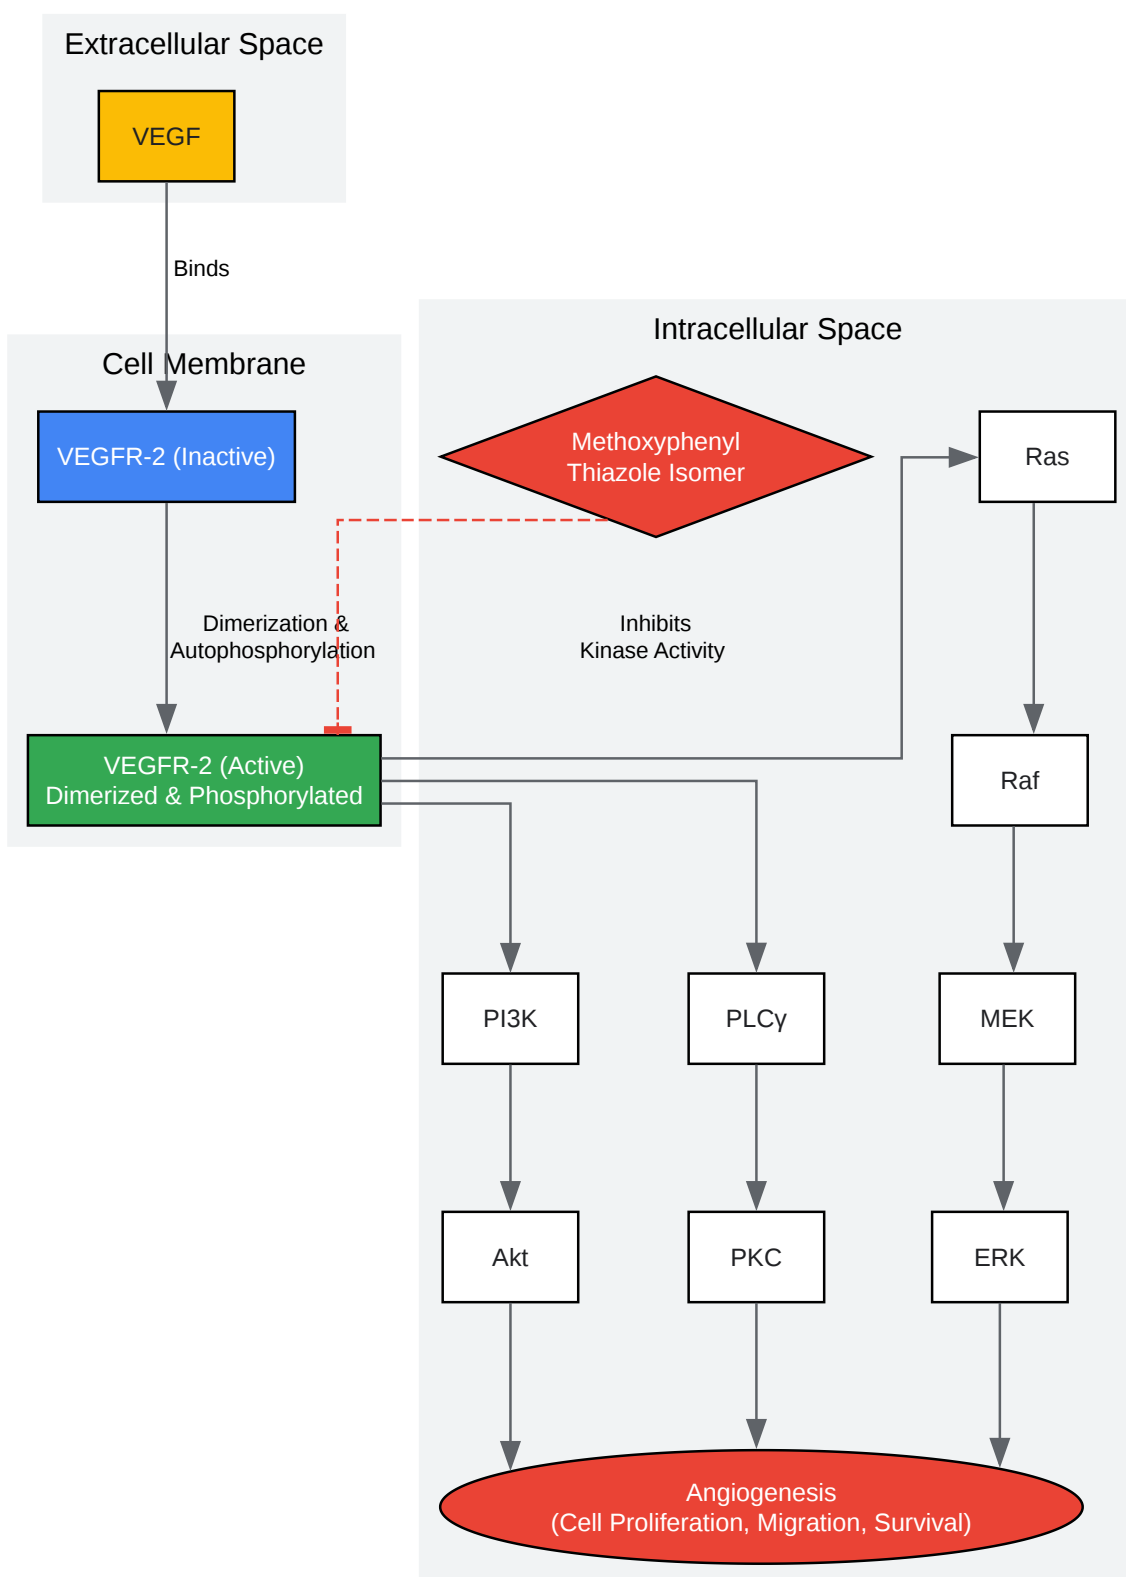 Extracellular Space
VEGF
Binds
Cell Membrane
VEGFR-2 (Inactive)
Dimerization &
Autophosphorylation
VEGFR-2 (Active)
Dimerized & Phosphorylated
Intracellular Space
Methoxyphenyl
Thiazole Isomer
Inhibits
Kinase Activity
Ras
Raf
PI3K
PLCγ
MEK
Akt
PKC
ERK
Angiogenesis
(Cell Proliferation, Migration, Survival)